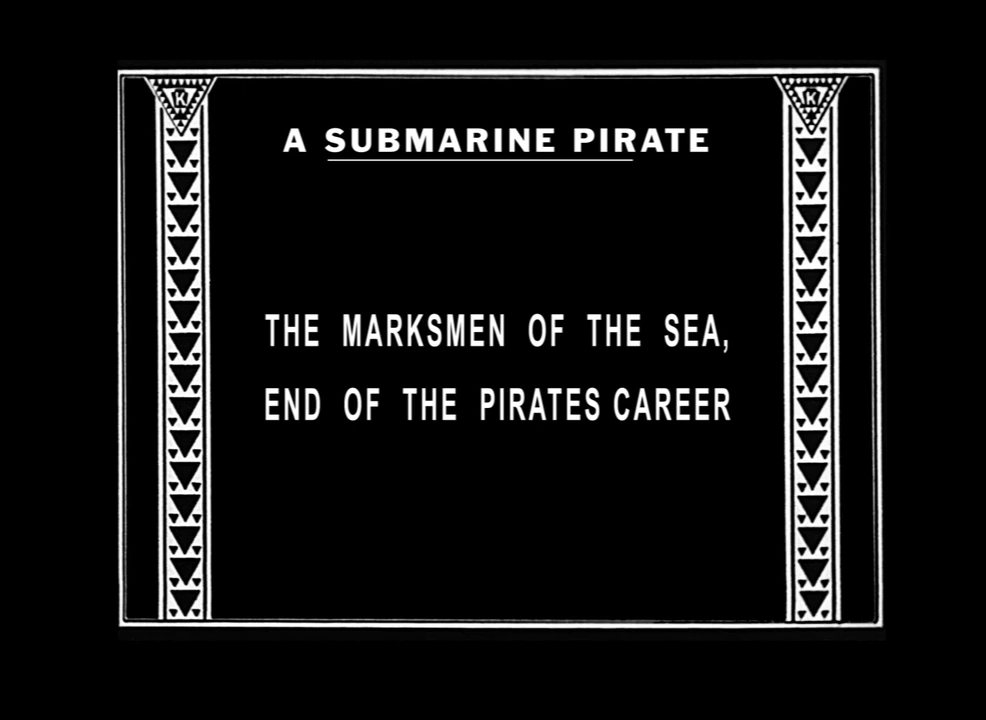 K K
A SUBMARINE PIRATE
THE MARKSMEN OF THE SEA,
END OF THE PIRATES CAREER